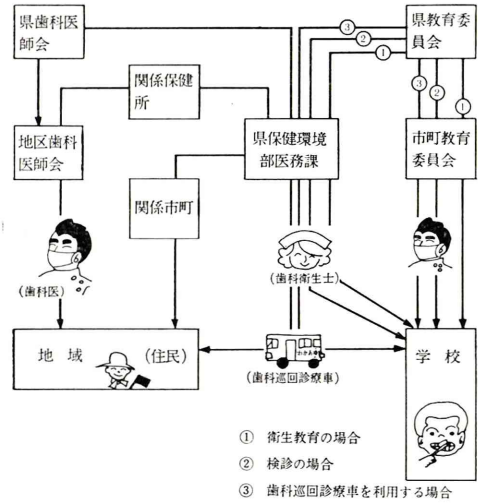 県歯科医
師会
③
②
①
県教育委
員会
③
②
①
関係保健
所
地区歯科
医師会
県保健環境
部医務課
市町教育
委員会
関係市町
(歯科医)
(歯科衛生士)
地域 (住民)
(歯科巡回診療車)
学校
① 衛生教育の場合
② 検診の場合
③ 歯科巡回診療車を利用する場合